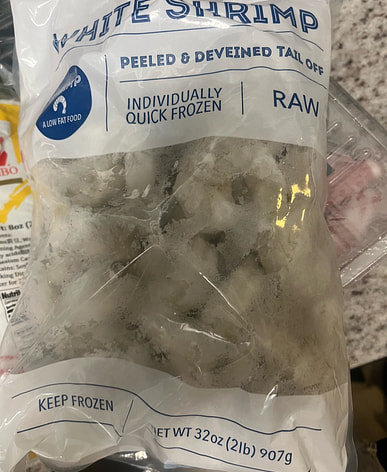 WHITE SHRIMP
PEELED & DEVEINED TAIL OFF
A LOW FAT FOOD
INDIVIDUALLY
QUICK FROZEN
RAW
KEEP FROZEN
NET WT 32oz (2lb) 907g